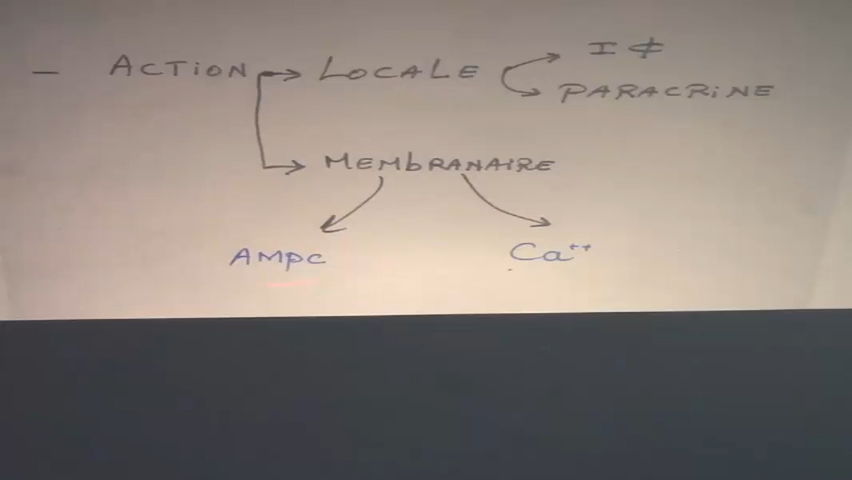 - ACTION → LOCALE → I ¢
→ PARACRINE
→ MEMbRANAIRE
AMPc Ca++